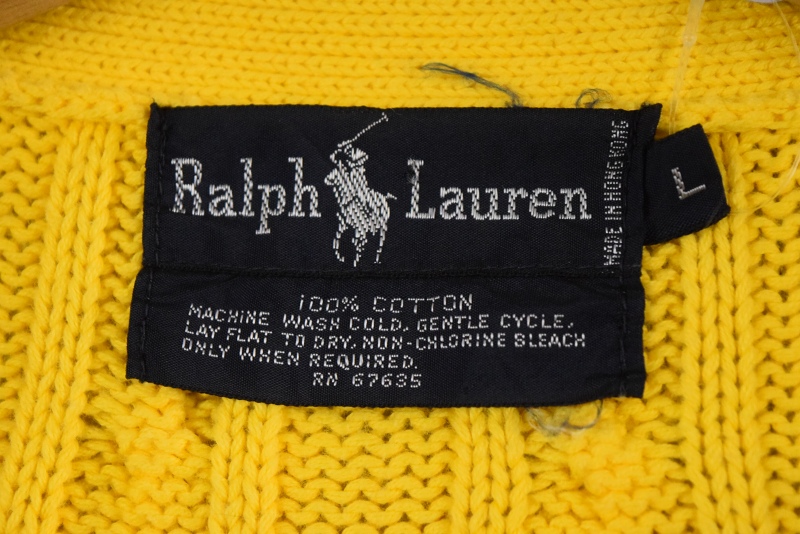 Ralph Lauren
MADE IN HONG KONG
L
100% COTTON
MACHINE WASH COLD. GENTLE CYCLE.
LAY FLAT TO DRY. NON-CHLORINE BLEACH
ONLY WHEN REQUIRED.
RN 67635